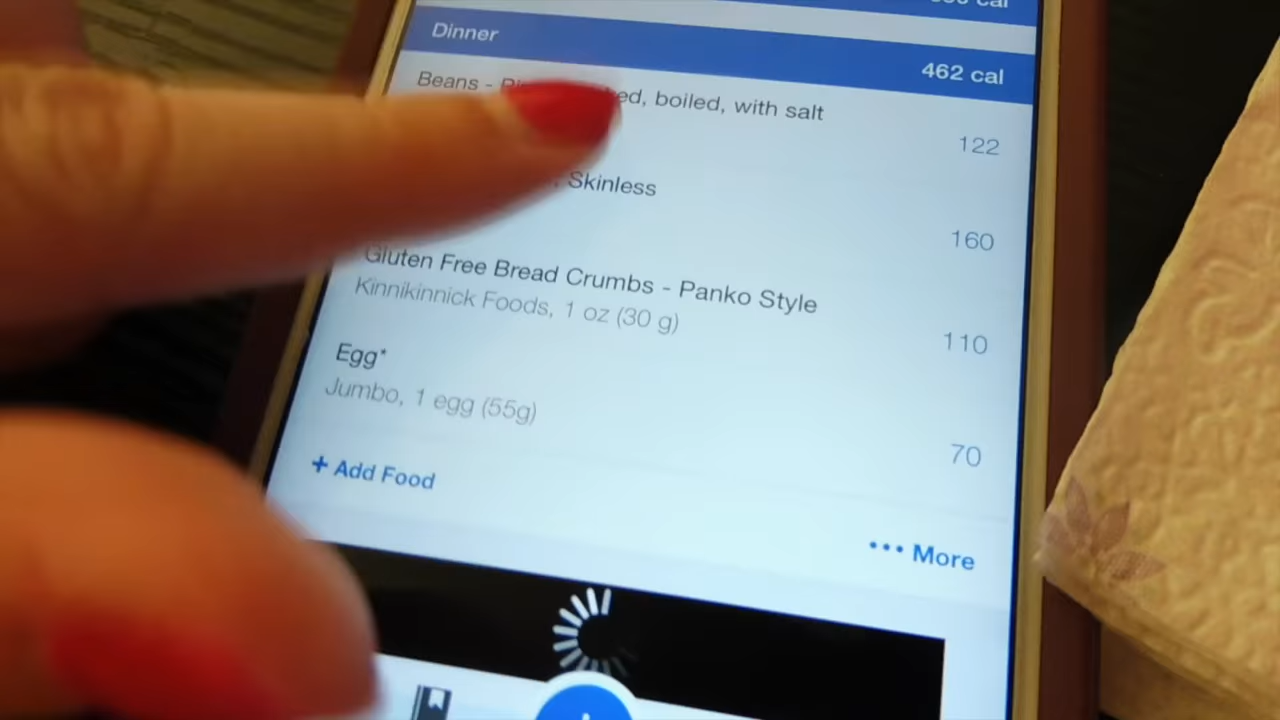 cal
Dinner
462 cal
Beans - ed, boiled, with salt
122
, Skinless
160
Gluten Free Bread Crumbs - Panko Style
Kinnikinnick Foods, 1 oz (30 g)
110
Egg*
Jumbo, 1 egg (55g)
70
+ Add Food
••• More